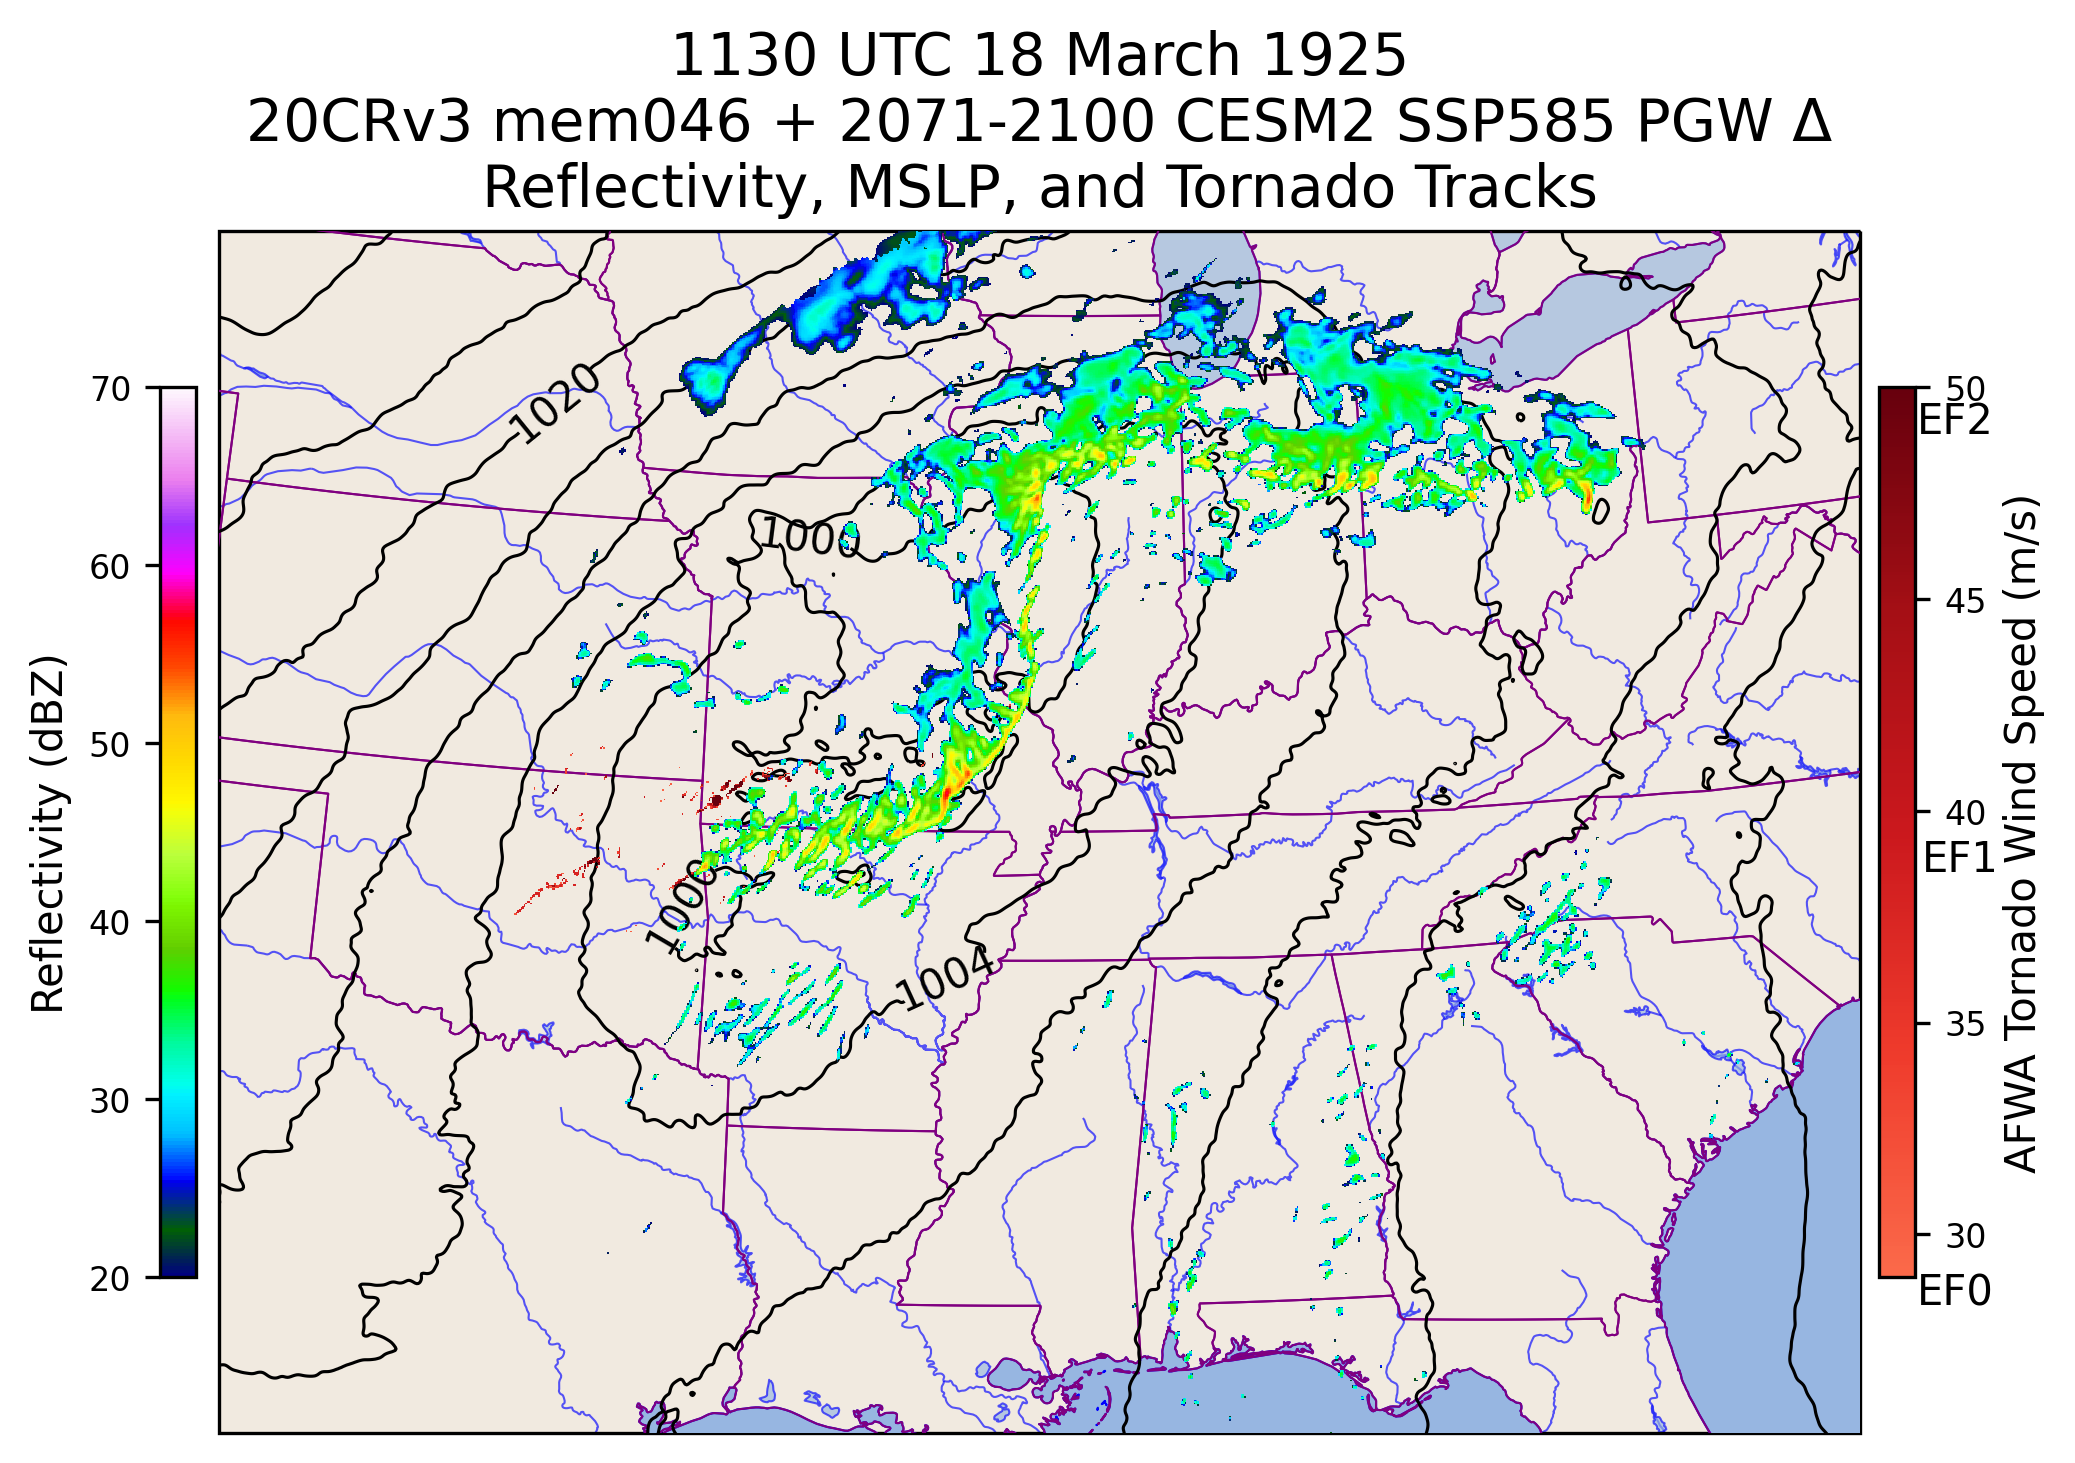 1130 UTC 18 March 1925
20CRv3 mem046 + 2071-2100 CESM2 SSP585 PGW Δ
Reflectivity, MSLP, and Tornado Tracks
Reflectivity (dBZ)
70
60
50
40
30
20
1020
1000
1000
1004
50
EF2
45
40
EF1
35
30
EF0
AFWA Tornado Wind Speed (m/s)